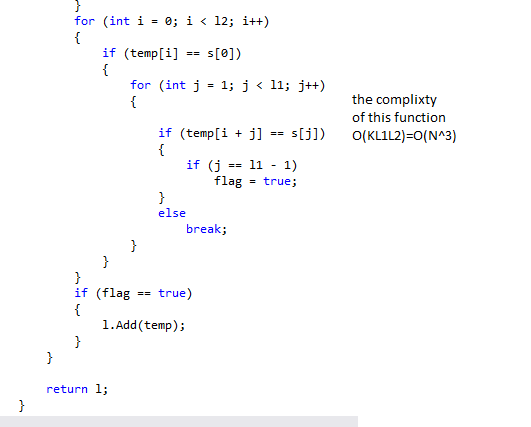 }
for (int i = 0; i < l2; i++)
{
if (temp[i] == s[0])
{
for (int j = 1; j < l1; j++)
{
the complixty
of this function
O(KL1L2)=O(N^3)
if (temp[i + j] == s[j])
{
if (j == l1 - 1)
flag = true;
}
else
break;
}
}
}
if (flag == true)
{
l.Add(temp);
}
}
return l;
}